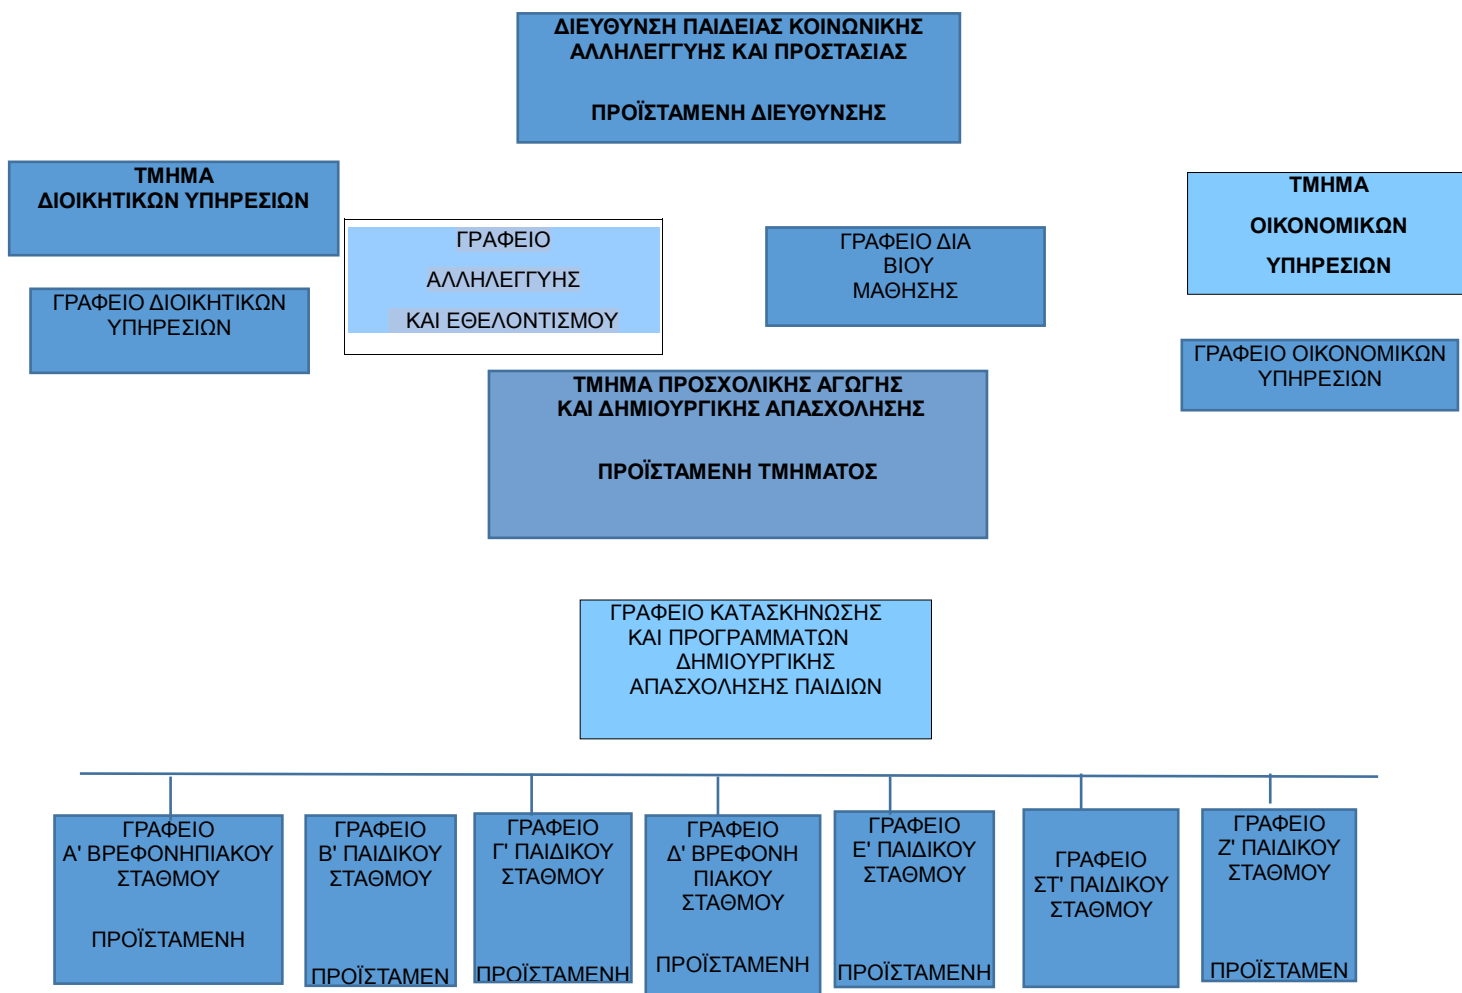 ΔΙΕΥΘΥΝΣΗ ΠΑΙΔΕΙΑΣ ΚΟΙΝΩΝΙΚΗΣ
ΑΛΛΗΛΕΓΓΥΗΣ ΚΑΙ ΠΡΟΣΤΑΣΙΑΣ
ΠΡΟΪΣΤΑΜΕΝΗ ΔΙΕΥΘΥΝΣΗΣ
ΤΜΗΜΑ
ΔΙΟΙΚΗΤΙΚΩΝ ΥΠΗΡΕΣΙΩΝ
ΓΡΑΦΕΙΟ ΔΙΟΙΚΗΤΙΚΩΝ
ΥΠΗΡΕΣΙΩΝ
ΓΡΑΦΕΙΟ
ΑΛΛΗΛΕΓΓΥΗΣ
ΚΑΙ ΕΘΕΛΟΝΤΙΣΜΟΥ
ΓΡΑΦΕΙΟ ΔΙΑ
ΒΙΟΥ
ΜΑΘΗΣΗΣ
ΤΜΗΜΑ
ΟΙΚΟΝΟΜΙΚΩΝ
ΥΠΗΡΕΣΙΩΝ
ΓΡΑΦΕΙΟ ΟΙΚΟΝΟΜΙΚΩΝ
ΥΠΗΡΕΣΙΩΝ
ΤΜΗΜΑ ΠΡΟΣΧΟΛΙΚΗΣ ΑΓΩΓΗΣ
ΚΑΙ ΔΗΜΙΟΥΡΓΙΚΗΣ ΑΠΑΣΧΟΛΗΣΗΣ
ΠΡΟΪΣΤΑΜΕΝΗ ΤΜΗΜΑΤΟΣ
ΓΡΑΦΕΙΟ ΚΑΤΑΣΚΗΝΩΣΗΣ
ΚΑΙ ΠΡΟΓΡΑΜΜΑΤΩΝ
ΔΗΜΙΟΥΡΓΙΚΗΣ
ΑΠΑΣΧΟΛΗΣΗΣ ΠΑΙΔΙΩΝ
ΓΡΑΦΕΙΟ
Α' ΒΡΕΦΟΝΗΠΙΑΚΟΥ
ΣΤΑΘΜΟΥ
ΠΡΟΪΣΤΑΜΕΝΗ
ΓΡΑΦΕΙΟ
Β' ΠΑΙΔΙΚΟΥ
ΣΤΑΘΜΟΥ
ΠΡΟΪΣΤΑΜΕΝ
ΓΡΑΦΕΙΟ
Γ' ΠΑΙΔΙΚΟΥ
ΣΤΑΘΜΟΥ
ΠΡΟΪΣΤΑΜΕΝΗ
ΓΡΑΦΕΙΟ
Δ' ΒΡΕΦΟΝΗ
ΠΙΑΚΟΥ
ΣΤΑΘΜΟΥ
ΠΡΟΪΣΤΑΜΕΝΗ
ΓΡΑΦΕΙΟ
Ε' ΠΑΙΔΙΚΟΥ
ΣΤΑΘΜΟΥ
ΠΡΟΪΣΤΑΜΕΝΗ
ΓΡΑΦΕΙΟ
ΣΤ' ΠΑΙΔΙΚΟΥ
ΣΤΑΘΜΟΥ
ΓΡΑΦΕΙΟ
Ζ' ΠΑΙΔΙΚΟΥ
ΣΤΑΘΜΟΥ
ΠΡΟΪΣΤΑΜΕΝ